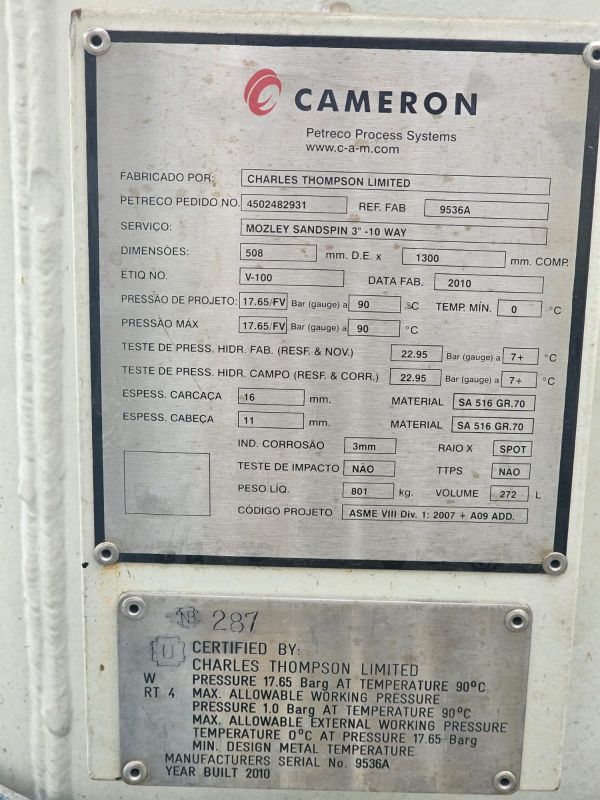 CAMERON
Petreco Process Systems
www.c-a-m.com
FABRICADO POR: CHARLES THOMPSON LIMITED
PETRECO PEDIDO NO. 4502482931 REF. FAB 9536A
SERVIÇO: MOZLEY SANDSPIN 3" -10 WAY
DIMENSÕES: 508 mm. D.E. x 1300 mm. COMP.
ETIQ NO. V-100 DATA FAB. 2010
PRESSÃO DE PROJETO: 17.65/FV Bar (gauge) a 90 °C TEMP. MÍN. 0 °C
PRESSÃO MÁX 17.65/FV Bar (gauge) a 90 °C
TESTE DE PRESS. HIDR. FAB. (RESF. & NOV.) 22.95 Bar (gauge) a 7+ °C
TESTE DE PRESS. HIDR. CAMPO (RESF. & CORR.) 22.95 Bar (gauge) a 7+ °C
ESPESS. CARCAÇA 16 mm. MATERIAL SA 516 GR.70
ESPESS. CABEÇA 11 mm. MATERIAL SA 516 GR.70
IND. CORROSÃO 3mm RAIO X SPOT
TESTE DE IMPACTO NÃO TTPS NÃO
PESO LÍQ. 801 kg. VOLUME 272 L
CÓDIGO PROJETO ASME VIII Div. 1: 2007 + A09 ADD.
NB 287
U CERTIFIED BY:
CHARLES THOMPSON LIMITED
W PRESSURE 17.65 Barg AT TEMPERATURE 90°C
RT 4 MAX. ALLOWABLE WORKING PRESSURE
PRESSURE 1.0 Barg AT TEMPERATURE 90°C
MAX. ALLOWABLE EXTERNAL WORKING PRESSURE
TEMPERATURE 0°C AT PRESSURE 17.65 Barg
MIN. DESIGN METAL TEMPERATURE
MANUFACTURERS SERIAL No. 9536A
YEAR BUILT 2010